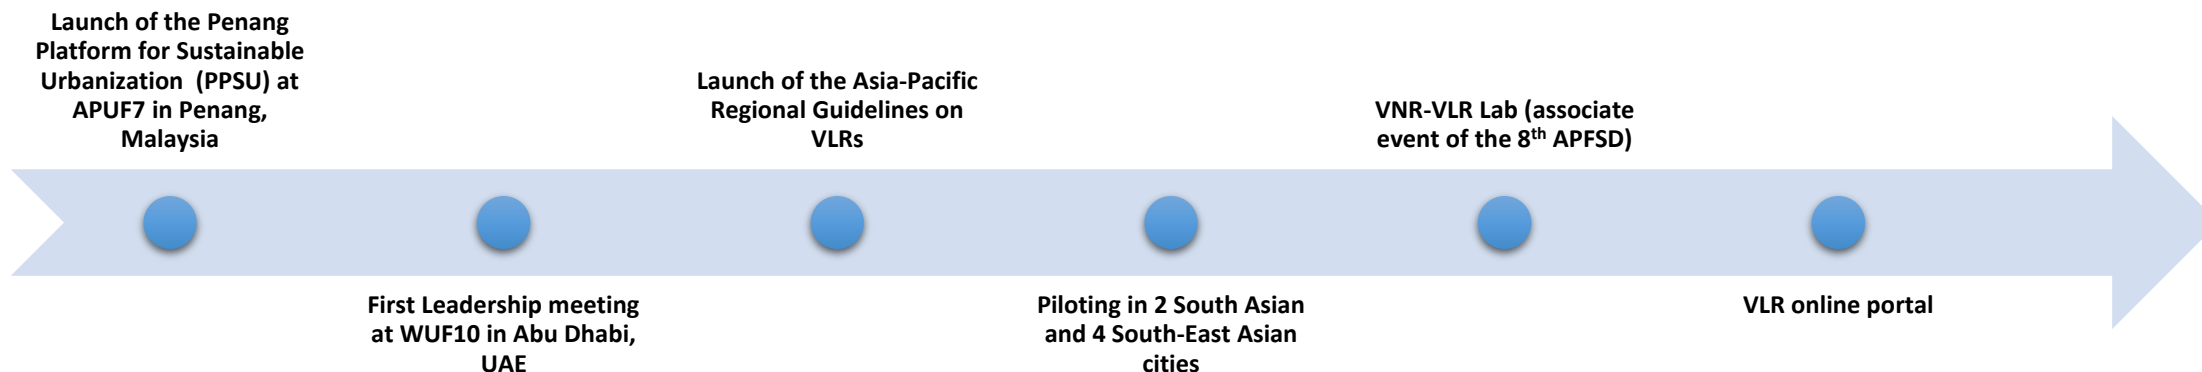 Launch of the Penang
Platform for Sustainable
Urbanization (PPSU) at
APUF7 in Penang,
Malaysia
First Leadership meeting
at WUF10 in Abu Dhabi,
UAE
Launch of the Asia-Pacific
Regional Guidelines on
VLRs
Piloting in 2 South Asian
and 4 South-East Asian
cities
VNR-VLR Lab (associate
event of the 8th APFSD)
VLR online portal